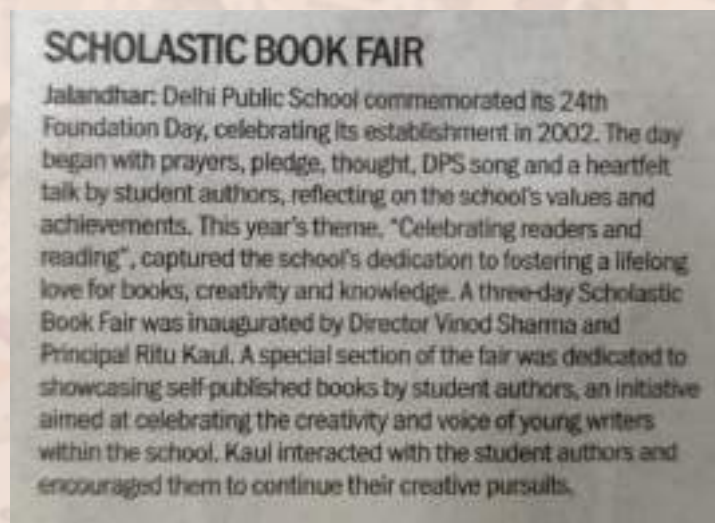 SCHOLASTIC BOOK FAIR
Jalandhar: Delhi Public School commemorated its 24th
Foundation Day, celebrating its establishment in 2002. The day
began with prayers, pledge, thought, DPS song and a heartfelt
talk by student authors, reflecting on the school's values and
achievements. This year's theme, "Celebrating readers and
reading", captured the school's dedication to fostering a lifelong
love for books, creativity and knowledge. A three-day Scholastic
Book Fair was inaugurated by Director Vinod Sharma and
Principal Ritu Kaul. A special section of the fair was dedicated to
showcasing self-published books by student authors, an initiative
aimed at celebrating the creativity and voice of young writers
within the school. Kaul interacted with the student authors and
encouraged them to continue their creative pursuits.